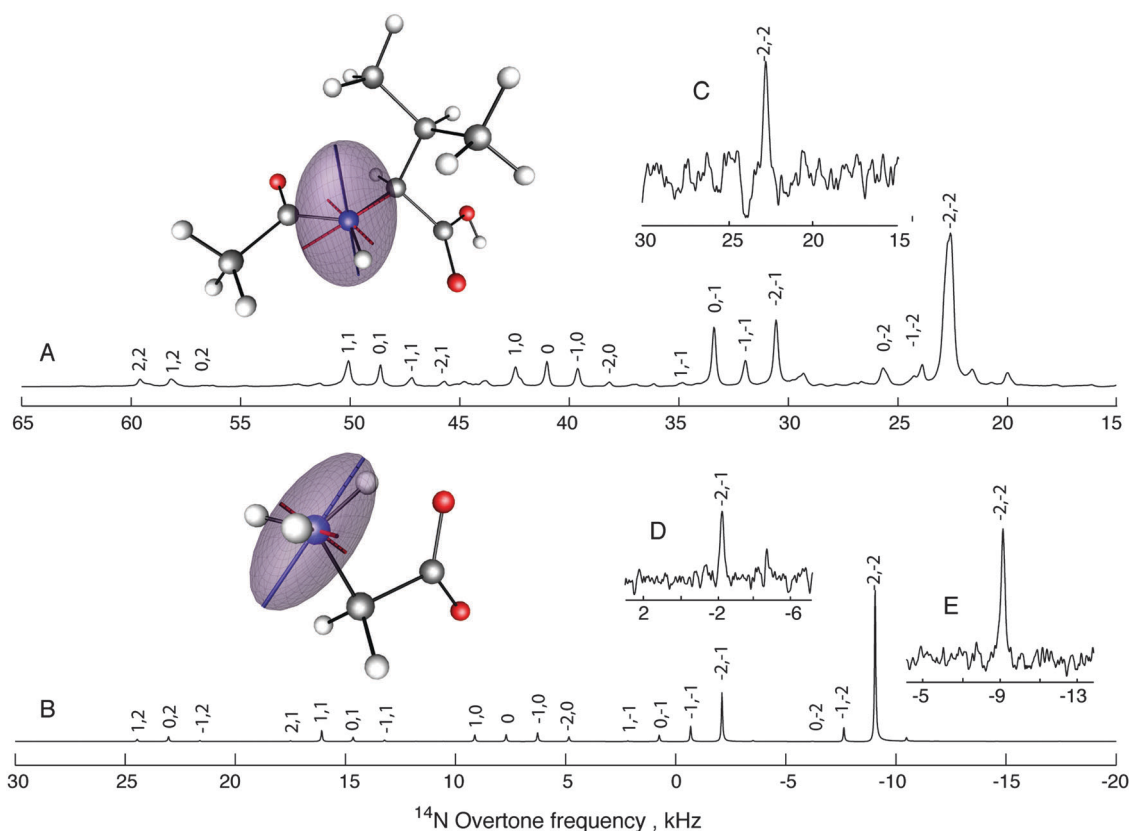 C
-2,-2
30 25 20 15
-2,-2
A
2,2 1,2 0,2 1,1 0,1 -1,1 -2,1 1,0 0 -1,0 -2,0 1,-1 0,-1 -1,-1 -2,-1 0,-2 -1,-2
65 60 55 50 45 40 35 30 25 20 15
D
-2,-1
2 -2 -6
E
-2,-2
-5 -9 -13
B
1,2 0,2 -1,2 2,1 1,1 0,1 -1,1 1,0 0 -1,0 -2,0 1,-1 0,-1 -1,-1 -2,-1 0,-2 -1,-2 -2,-2
30 25 20 15 10 5 0 -5 -10 -15 -20
14N Overtone frequency , kHz